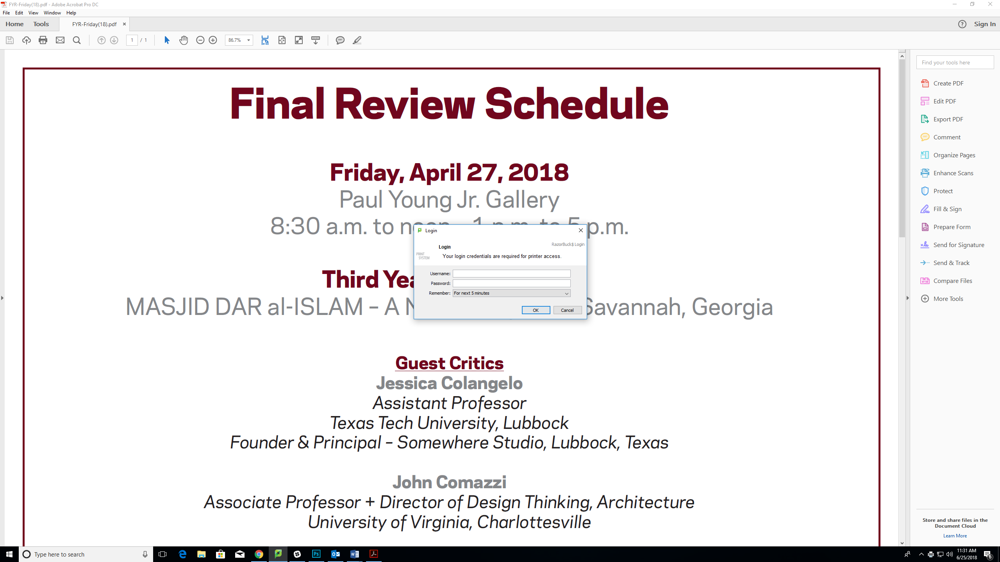 FYR-Friday(18).pdf - Adobe Acrobat Pro DC
File Edit View Window Help
Home Tools FYR-Friday(18).pdf × ? Sign In
1 / 1 86.7%
Final Review Schedule
Friday, April 27, 2018
Paul Young Jr. Gallery
8:30 a.m. to p.m.
Third
MASJID DAR al-ISLAM – A Savannah, Georgia
Guest Critics
Jessica Colangelo
Assistant Professor
Texas Tech University, Lubbock
Founder & Principal – Somewhere Studio, Lubbock, Texas
John Comazzi
Associate Professor + Director of Design Thinking, Architecture
University of Virginia, Charlottesville
Login
RazorBuck$ Login
Login
PRINT
SYSTEM
Your login credentials are required for printer access.
Username:
Password:
Remember: For next 5 minutes
OK Cancel
Find your tools here
Create PDF
Edit PDF
Export PDF
Comment
Organize Pages
Enhance Scans
Protect
Fill & Sign
Prepare Form
Send for Signature
Send & Track
Compare Files
More Tools
Store and share files in the
Document Cloud
Learn More
Type here to search
Ps
11:31 AM
6/25/2018
6